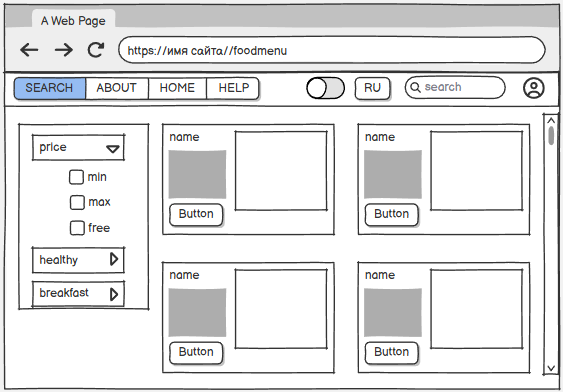 A Web Page
https://имя сайта//foodmenu
SEARCH ABOUT HOME HELP RU search
price
min
max
free
healthy
breakfast
name
Button
name
Button
name
Button
name
Button